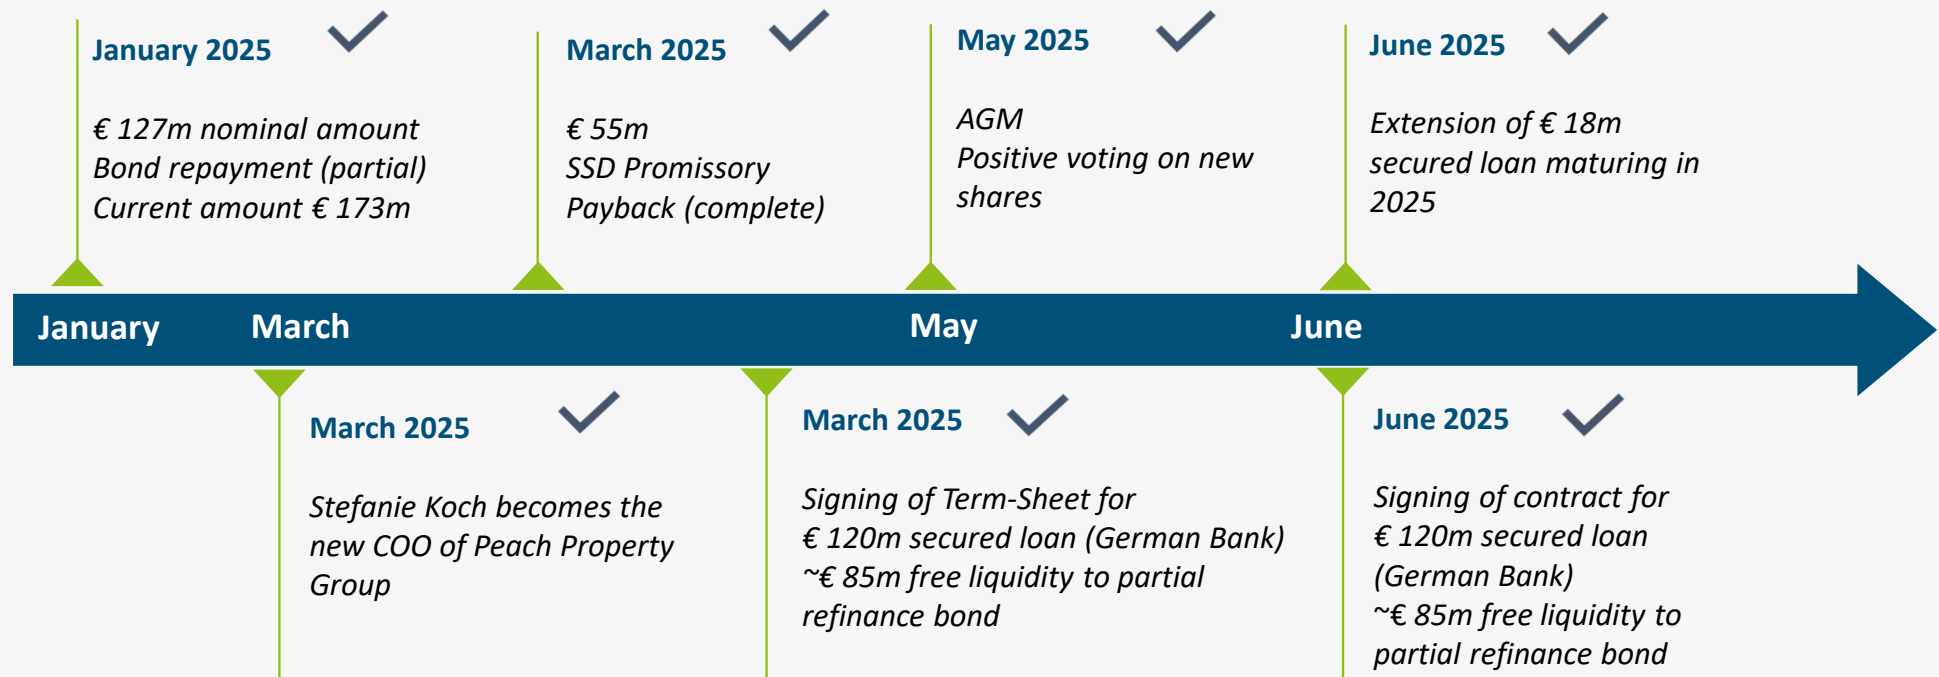 January 2025
€ 127m nominal amount
Bond repayment (partial)
Current amount € 173m
March 2025
€ 55m
SSD Promissory
Payback (complete)
May 2025
AGM
Positive voting on new
shares
June 2025
Extension of € 18m
secured loan maturing in
2025
January
March
May
June
March 2025
Stefanie Koch becomes the
new COO of Peach Property
Group
March 2025
Signing of Term-Sheet for
€ 120m secured loan (German Bank)
~€ 85m free liquidity to partial
refinance bond
June 2025
Signing of contract for
€ 120m secured loan
(German Bank)
~€ 85m free liquidity to
partial refinance bond